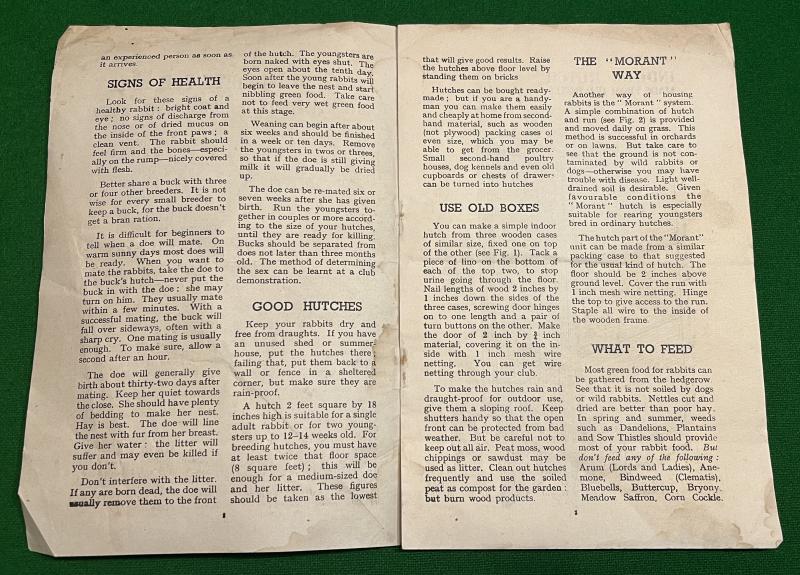 an experienced person as soon as
it arrives.
SIGNS OF HEALTH
Look for these signs of a
healthy rabbit: bright coat and
eye; no signs of discharge from
the nose or of dried mucus on
the inside of the front paws; a
clean vent. The rabbit should
feel firm and the bones—especi-
ally on the rump—nicely covered
with flesh.
Better share a buck with three
or four other breeders. It is not
wise for every small breeder to
keep a buck, for the buck doesn't
get a bran ration.
It is difficult for beginners to
tell when a doe will mate. On
warm sunny days most does will
be ready. When you want to
mate the rabbits, take the doe to
the buck's hutch—never put the
buck in with the doe: she may
turn on him. They usually mate
within a few minutes. With a
successful mating, the buck will
fall over sideways, often with a
sharp cry. One mating is usually
enough. To make sure, allow a
second after an hour.
The doe will generally give
birth about thirty-two days after
mating. Keep her quiet towards
the close. She should have plenty
of bedding to make her nest.
Hay is best. The doe will line
the nest with fur from her breast.
Give her water: the litter will
suffer and may even be killed if
you don't.
Don't interfere with the litter.
If any are born dead, the doe will
usually remove them to the front
of the hutch. The youngsters are
born naked with eyes shut. The
eyes open about the tenth day.
Soon after the young rabbits will
begin to leave the nest and start
nibbling green food. Take care
not to feed very wet green food
at this stage.
Weaning can begin after about
six weeks and should be finished
in a week or ten days. Remove
the youngsters in twos or threes,
so that if the doe is still giving
milk it will gradually be dried
up.
The doe can be re-mated six or
seven weeks after she has given
birth. Run the youngsters to-
gether in couples or more accord-
ing to the size of your hutches,
until they are ready for killing.
Bucks should be separated from
does not later than three months
old. The method of determining
the sex can be learnt at a club
demonstration.
GOOD HUTCHES
Keep your rabbits dry and
free from draughts. If you have
an unused shed or summer-
house, put the hutches there;
failing that, put them back to a
wall or fence in a sheltered
corner, but make sure they are
rain-proof.
A hutch 2 feet square by 18
inches high is suitable for a single
adult rabbit or for two young-
sters up to 12-14 weeks old. For
breeding hutches, you must have
at least twice that floor space
(8 square feet); this will be
enough for a medium-sized doe
and her litter. These figures
should be taken as the lowest
that will give good results. Raise
the hutches above floor level by
standing them on bricks
Hutches can be bought ready-
made; but if you are a handy-
man you can make them easily
and cheaply at home from second-
hand material, such as wooden
(not plywood) packing cases of
even size, which you may be
able to get from the grocer.
Small second-hand poultry
houses, dog kennels and even old
cupboards or chests of drawer
can be turned into hutches
USE OLD BOXES
You can make a simple indoor
hutch from three wooden cases
of similar size, fixed one on top
of the other (see Fig. 1). Tack a
piece of lino on the bottom of
each of the top two, to stop
urine going through the floor.
Nail lengths of wood 2 inches by
1 inches down the sides of the
three cases, screwing door hinges
on to one length and a pair of
turn buttons on the other. Make
the door of 2 inch by ¾ inch
material, covering it on the in-
side with 1 inch mesh wire
netting. You can get wire
netting through your club.
To make the hutches rain and
draught-proof for outdoor use,
give them a sloping roof. Keep
shutters handy so that the open
front can be protected from bad
weather. But be careful not to
keep out all air. Peat moss, wood
chippings or sawdust may be
used as litter. Clean out hutches
frequently and use the soiled
peat as compost for the garden:
but burn wood products.
THE "MORANT"
WAY
Another way of housing
rabbits is the "Morant" system.
A simple combination of hutch
and run (see Fig. 2) is provided
and moved daily on grass. This
method is successful in orchards
or on lawns. But take care to
see that the ground is not con-
taminated by wild rabbits or
dogs—otherwise you may have
trouble with disease. Light well-
drained soil is desirable. Given
favourable conditions the
"Morant" hutch is especially
suitable for rearing youngsters
bred in ordinary hutches.
The hutch part of the "Morant"
unit can be made from a similar
packing case to that suggested
for the usual kind of hutch. The
floor should be 2 inches above
ground level. Cover the run with
1 inch mesh wire netting. Hinge
the top to give access to the run.
Staple all wire to the inside of
the wooden frame.
WHAT TO FEED
Most green food for rabbits can
be gathered from the hedgerow.
See that it is not soiled by dogs
or wild rabbits. Nettles cut and
dried are better than poor hay.
In spring and summer, weeds
such as Dandelions, Plantains
and Sow Thistles should provide
most of your rabbit food. But
don't feed any of the following:
Arum (Lords and Ladies), Ane-
mone, Bindweed (Clematis),
Bluebells, Buttercup, Bryony,
Meadow Saffron, Corn Cockle,